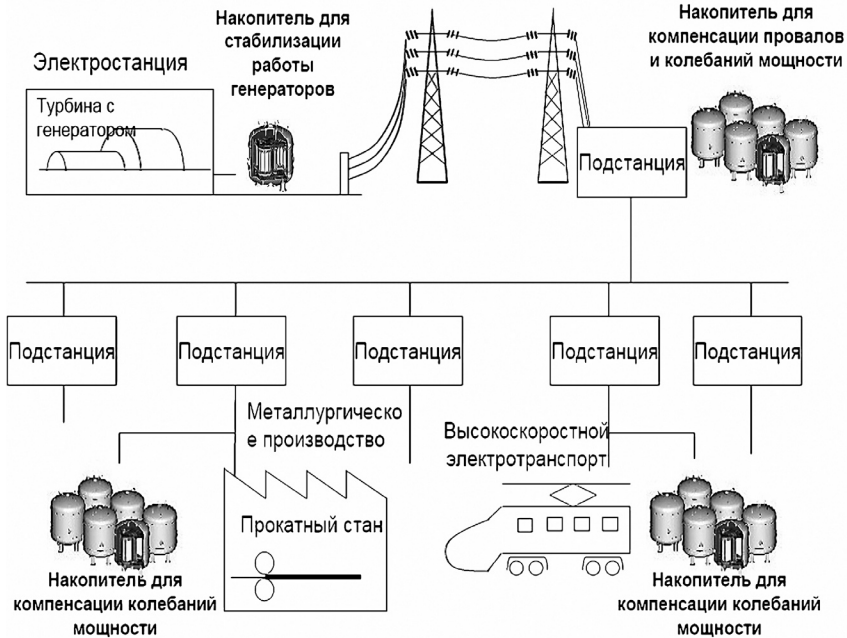 Накопитель для
стабилизации
работы
генераторов
Накопитель для
компенсации провалов
и колебаний мощности
Электростанция
Турбина с
генератором
Подстанция
Подстанция
Подстанция
Подстанция
Подстанция
Подстанция
Металлургическо
е производство
Высокоскоростной
электротранспорт
Прокатный стан
Накопитель для
компенсации колебаний
мощности
Накопитель для
компенсации колебаний
мощности